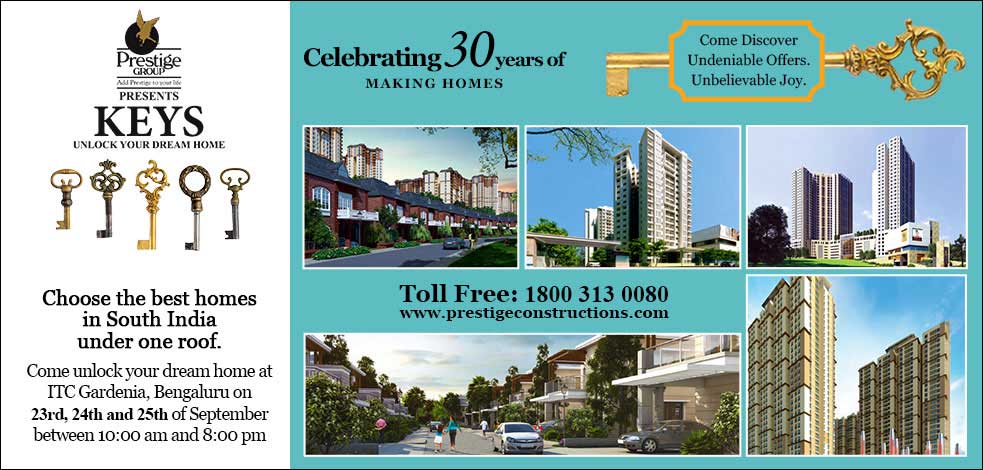 Prestige
GROUP
Add Prestige to your life
PRESENTS
KEYS
UNLOCK YOUR DREAM HOME
Choose the best homes
in South India
under one roof.
Come unlock your dream home at
ITC Gardenia, Bengaluru on
23rd, 24th and 25th of September
between 10:00 am and 8:00 pm
Celebrating 30 years of
MAKING HOMES
Come Discover
Undeniable Offers.
Unbelievable Joy.
Toll Free: 1800 313 0080
www.prestigeconstructions.com